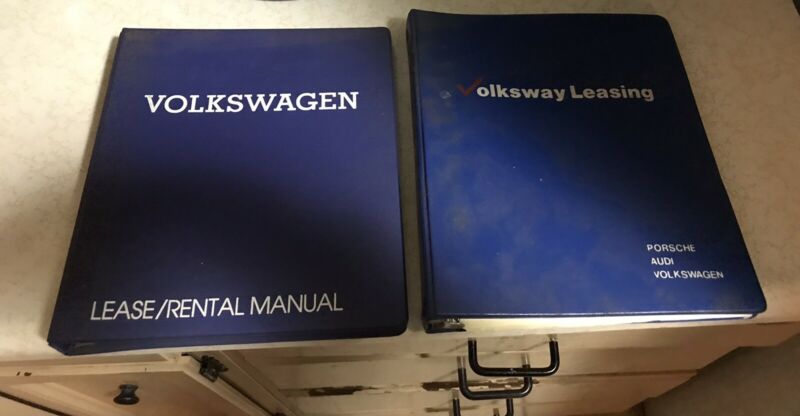 VOLKSWAGEN
LEASE/RENTAL MANUAL
Volksway Leasing
PORSCHE
AUDI
VOLKSWAGEN